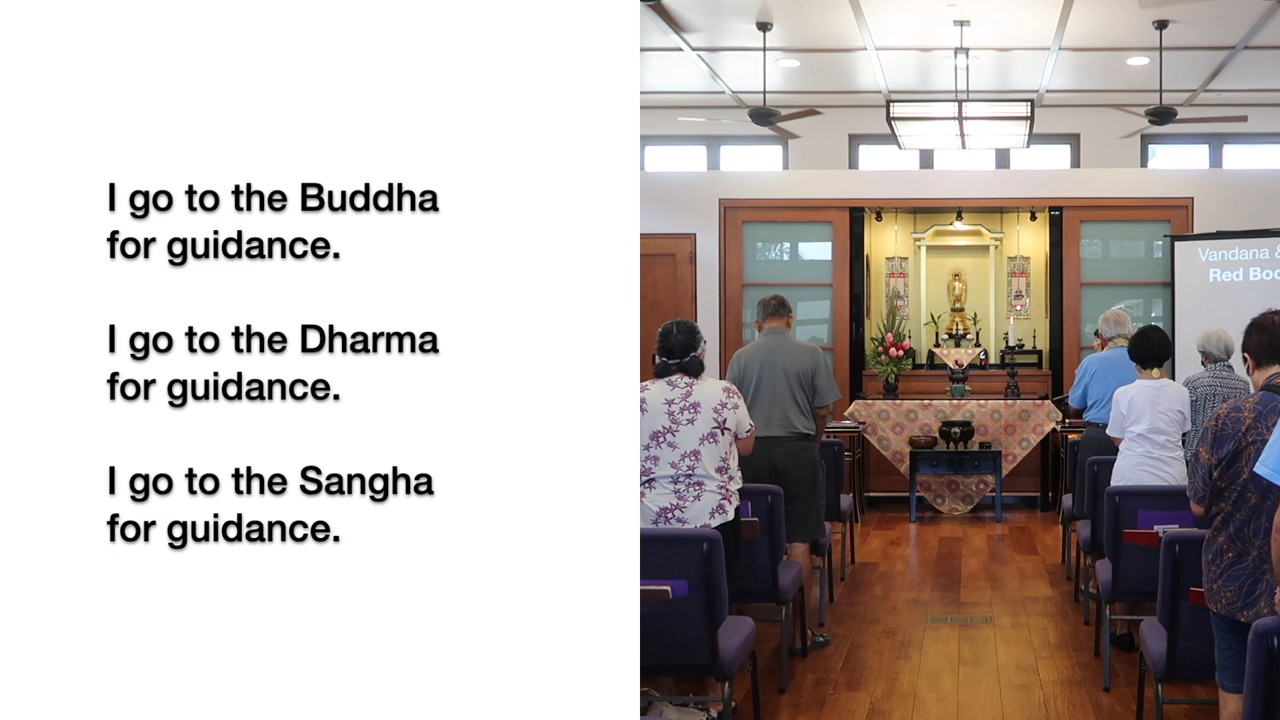 I go to the Buddha
for guidance.
I go to the Dharma
for guidance.
I go to the Sangha
for guidance.
Vandana &
Red